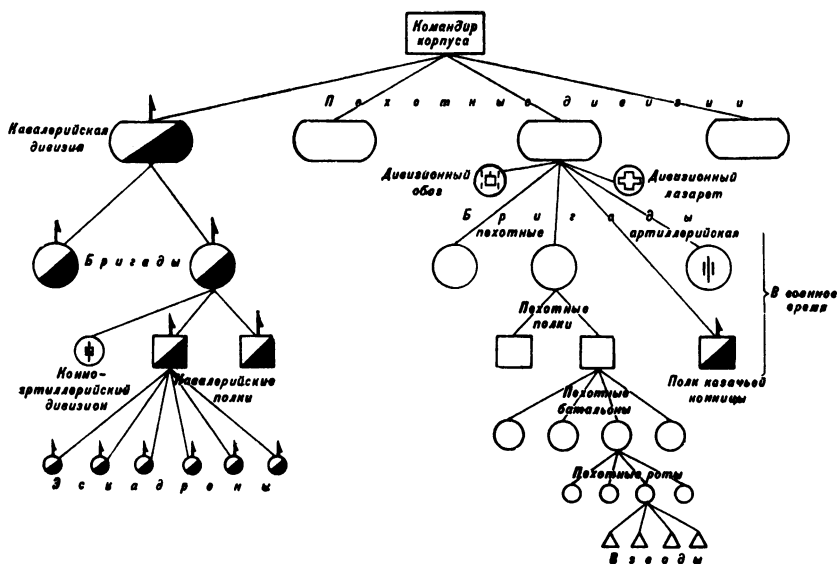 Командир
корпуса
Пехотные дивизии
Кавалерийская
дивизия
Дивизионный
обоз
Дивизионный
лазарет
Бригады
пехотные
артиллерийская
Бригады
В военное
время
Пехотные
полки
Конно-
артиллерийский
дивизион
Кавалерийские
полки
Полк казачьей
конницы
Пехотные
батальоны
Эскадроны
Пехотные роты
Взводы